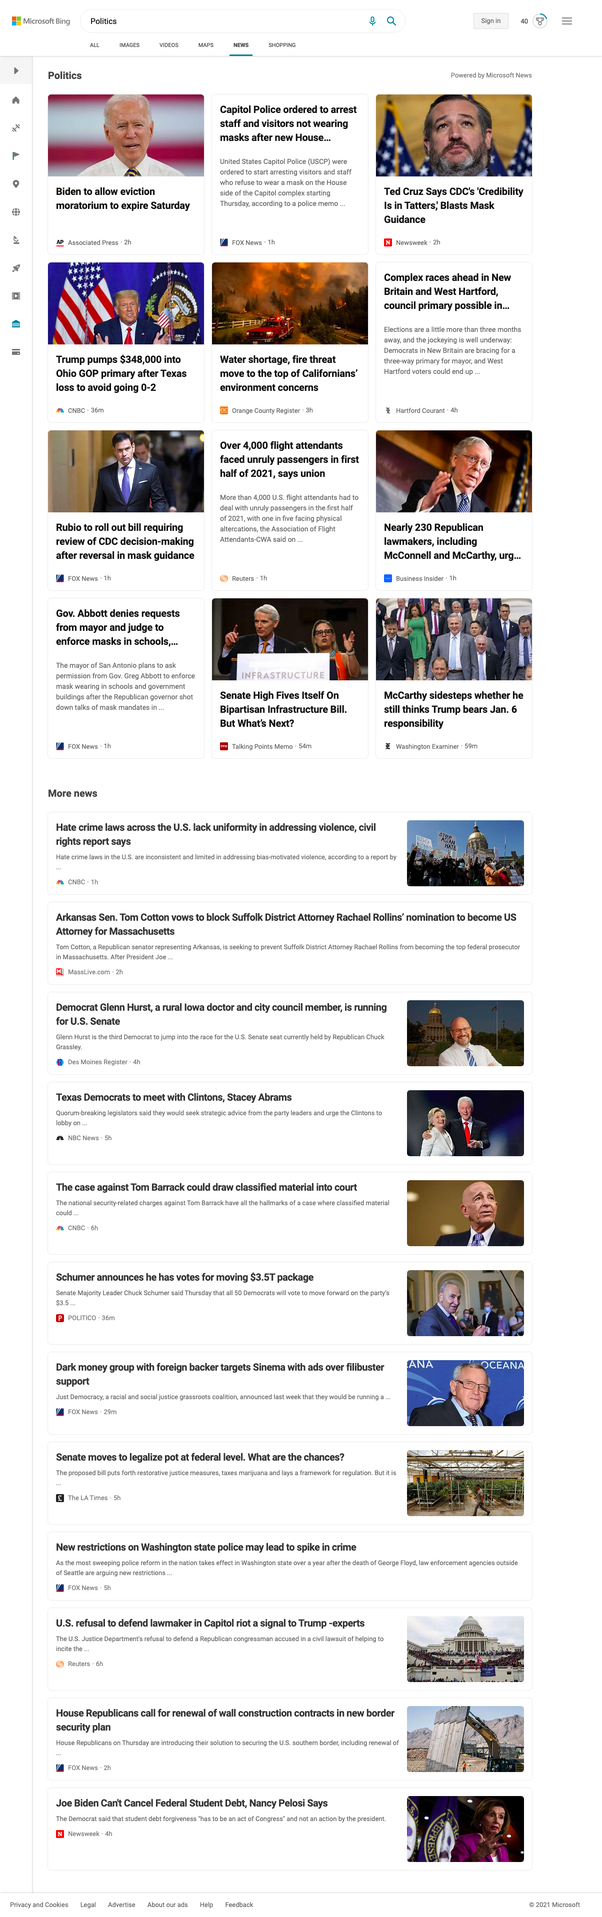 Microsoft Bing
Politics
Sign in
40
ALL
IMAGES
VIDEOS
MAPS
NEWS
SHOPPING
Politics
Powered by Microsoft News
Biden to allow eviction
moratorium to expire Saturday
AP Associated Press · 2h
Capitol Police ordered to arrest
staff and visitors not wearing
masks after new House...
United States Capitol Police (USCP) were
ordered to start arresting visitors and staff
who refuse to wear a mask on the House
side of the Capitol complex starting
Thursday, according to a police memo ...
FOX News · 1h
Ted Cruz Says CDC's 'Credibility
Is in Tatters,' Blasts Mask
Guidance
N Newsweek · 2h
Trump pumps $348,000 into
Ohio GOP primary after Texas
loss to avoid going 0-2
CNBC · 36m
Water shortage, fire threat
move to the top of Californians’
environment concerns
Orange County Register · 3h
Complex races ahead in New
Britain and West Hartford,
council primary possible in...
Elections are a little more than three months
away, and the jockeying is well underway:
Democrats in New Britain are bracing for a
three-way primary for mayor, and West
Hartford voters could end up ...
Hartford Courant · 4h
Rubio to roll out bill requiring
review of CDC decision-making
after reversal in mask guidance
FOX News · 1h
Over 4,000 flight attendants
faced unruly passengers in first
half of 2021, says union
More than 4,000 U.S. flight attendants had to
deal with unruly passengers in the first half
of 2021, with one in five facing physical
altercations, the Association of Flight
Attendants-CWA said on ...
Reuters · 1h
Nearly 230 Republican
lawmakers, including
McConnell and McCarthy, urg...
Business Insider · 1h
Gov. Abbott denies requests
from mayor and judge to
enforce masks in schools,...
The mayor of San Antonio plans to ask
permission from Gov. Greg Abbott to enforce
mask wearing in schools and government
buildings after the Republican governor shot
down talks of mask mandates in ...
FOX News · 1h
INFRASTRUCTURE
Senate High Fives Itself On
Bipartisan Infrastructure Bill.
But What’s Next?
Talking Points Memo · 54m
McCarthy sidesteps whether he
still thinks Trump bears Jan. 6
responsibility
Washington Examiner · 59m
More news
Hate crime laws across the U.S. lack uniformity in addressing violence, civil
rights report says
Hate crime laws in the U.S. are inconsistent and limited in addressing bias-motivated violence, according to a report by
...
CNBC · 1h
Arkansas Sen. Tom Cotton vows to block Suffolk District Attorney Rachael Rollins’ nomination to become US
Attorney for Massachusetts
Tom Cotton, a Republican senator representing Arkansas, is seeking to prevent Suffolk District Attorney Rachael Rollins from becoming the top federal prosecutor
in Massachusetts. After President Joe ...
MassLive.com · 2h
Democrat Glenn Hurst, a rural Iowa doctor and city council member, is running
for U.S. Senate
Glenn Hurst is the third Democrat to jump into the race for the U.S. Senate seat currently held by Republican Chuck
Grassley.
Des Moines Register · 4h
Texas Democrats to meet with Clintons, Stacey Abrams
Quorum-breaking legislators said they would seek strategic advice from the party leaders and urge the Clintons to
lobby on ...
NBC News · 5h
The case against Tom Barrack could draw classified material into court
The national security-related charges against Tom Barrack have all the hallmarks of a case where classified material
could ...
CNBC · 6h
Schumer announces he has votes for moving $3.5T package
Senate Majority Leader Chuck Schumer said Thursday that all 50 Democrats will vote to move forward on the party's
$3.5 ...
POLITICO · 36m
Dark money group with foreign backer targets Sinema with ads over filibuster
support
Just Democracy, a racial and social justice grassroots coalition, announced last week that they would be running a ...
FOX News · 29m
OCEANA
Senate moves to legalize pot at federal level. What are the chances?
The proposed bill puts forth restorative justice measures, taxes marijuana and lays a framework for regulation. But it is
...
The LA Times · 5h
New restrictions on Washington state police may lead to spike in crime
As the most sweeping police reform in the nation takes effect in Washington state over a year after the death of George Floyd, law enforcement agencies outside
of Seattle are arguing new restrictions ...
FOX News · 5h
U.S. refusal to defend lawmaker in Capitol riot a signal to Trump -experts
The U.S. Justice Department's refusal to defend a Republican congressman accused in a civil lawsuit of helping to
incite the ...
Reuters · 6h
House Republicans call for renewal of wall construction contracts in new border
security plan
House Republicans on Thursday are introducing their solution to securing the U.S. southern border, including renewal of
...
FOX News · 2h
Joe Biden Can't Cancel Federal Student Debt, Nancy Pelosi Says
The Democrat said that student debt forgiveness "has to be an act of Congress" and not an action by the president.
N Newsweek · 4h
Privacy and Cookies
Legal
Advertise
About our ads
Help
Feedback
© 2021 Microsoft